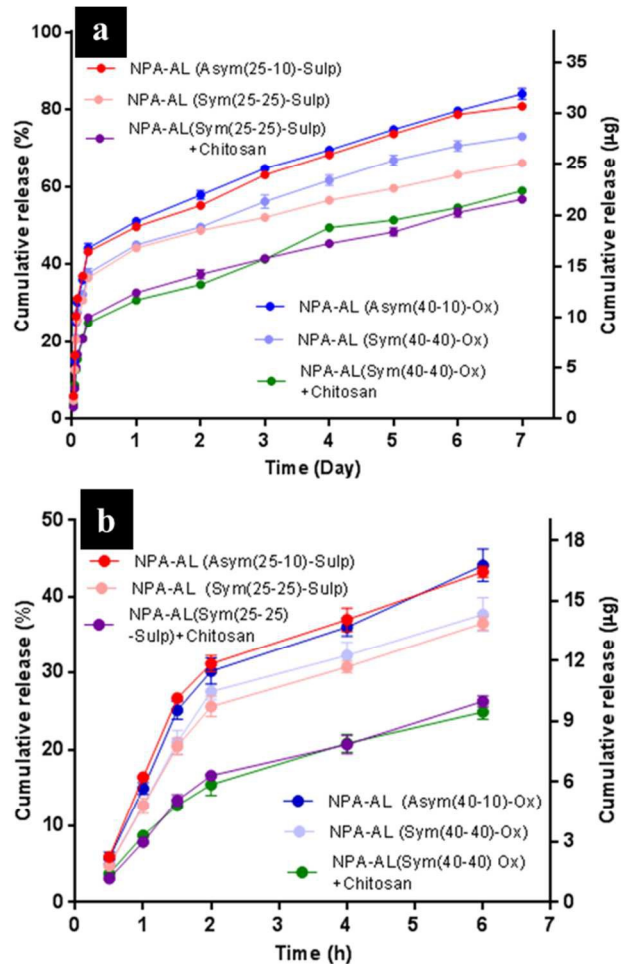 a
100
80
60
40
20
0
Cumulative release (%)
NPA-AL (Asym(25-10)-Sulp)
NPA-AL (Sym(25-25)-Sulp)
NPA-AL(Sym(25-25)-Sulp)
+Chitosan
NPA-AL (Asym(40-10)-Ox)
NPA-AL (Sym(40-40)-Ox)
NPA-AL(Sym(40-40)-Ox)
+Chitosan
35
30
25
20
15
10
5
0
Cumulative release (µg)
0 1 2 3 4 5 6 7
Time (Day)
b
50
40
30
20
10
0
Cumulative release (%)
NPA-AL (Asym(25-10)-Sulp)
NPA-AL (Sym(25-25)-Sulp)
NPA-AL(Sym(25-25)
-Sulp)+Chitosan
NPA-AL (Asym(40-10)-Ox)
NPA-AL (Sym(40-40)-Ox)
NPA-AL(Sym(40-40) Ox)
+Chitosan
18
15
12
9
6
3
0
Cumulative release (µg)
0 1 2 3 4 5 6 7
Time (h)